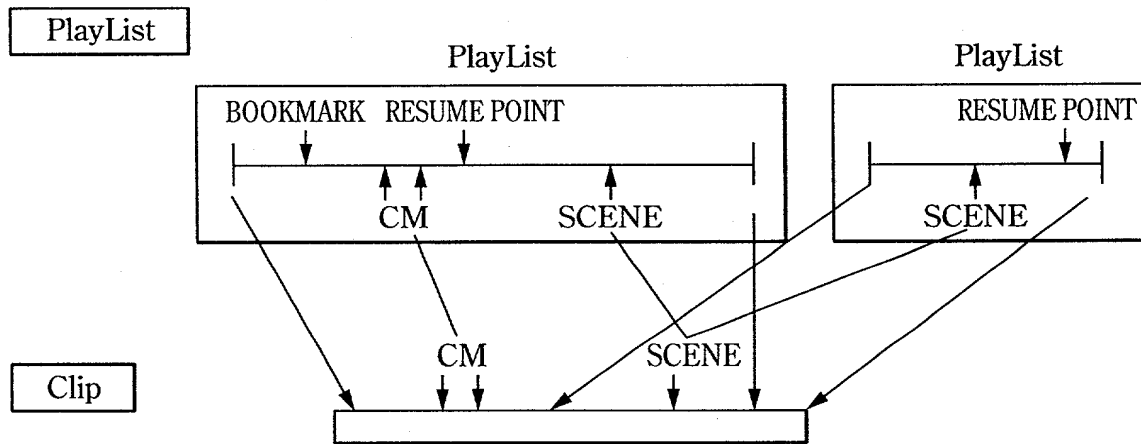 PlayList
PlayList PlayList
BOOKMARK RESUME POINT RESUME POINT
CM SCENE SCENE
CM SCENE
Clip